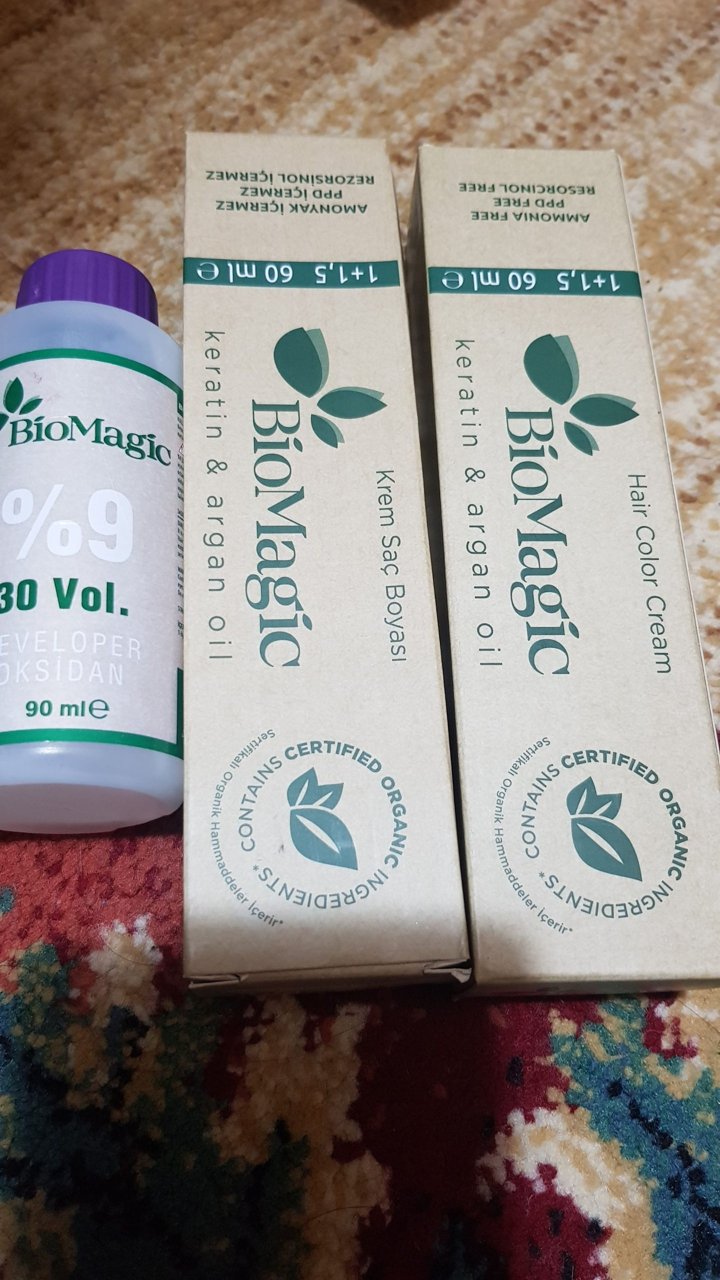 BioMagic
%9
30 Vol.
DEVELOPER
OKSİDAN
90 ml e
AMONYAK İÇERMEZ
PPD İÇERMEZ
REZORSİNOL İÇERMEZ
1+1,5 60 ml e
BioMagic
keratin & argan oil
Krem Saç Boyası
CONTAINS CERTIFIED ORGANIC INGREDIENTS*
Sertifikalı Organik Hammaddeler İçerir*
AMMONIA FREE
PPD FREE
RESORCINOL FREE
1+1,5 60 ml e
BioMagic
keratin & argan oil
Hair Color Cream
CONTAINS CERTIFIED ORGANIC INGREDIENTS*
Sertifikalı Organik Hammaddeler İçerir*